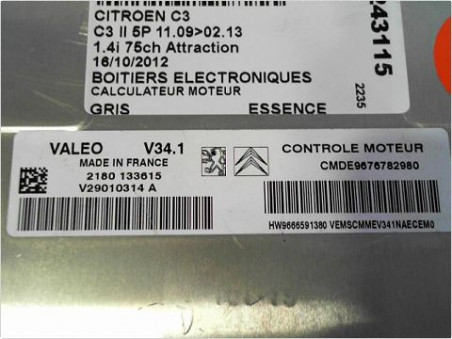 CITROEN C3
C3 II 5P 11.09>02.13
1.4i 75ch Attraction
16/10/2012
BOITIERS ELECTRONIQUES
CALCULATEUR MOTEUR
GRIS ESSENCE
243115
2235
VALEO V34.1
MADE IN FRANCE
2180 133615
V29010314 A
CONTROLE MOTEUR
CMDE9676782980
HW9666591380 VEMSCMMEV341NAECEM0